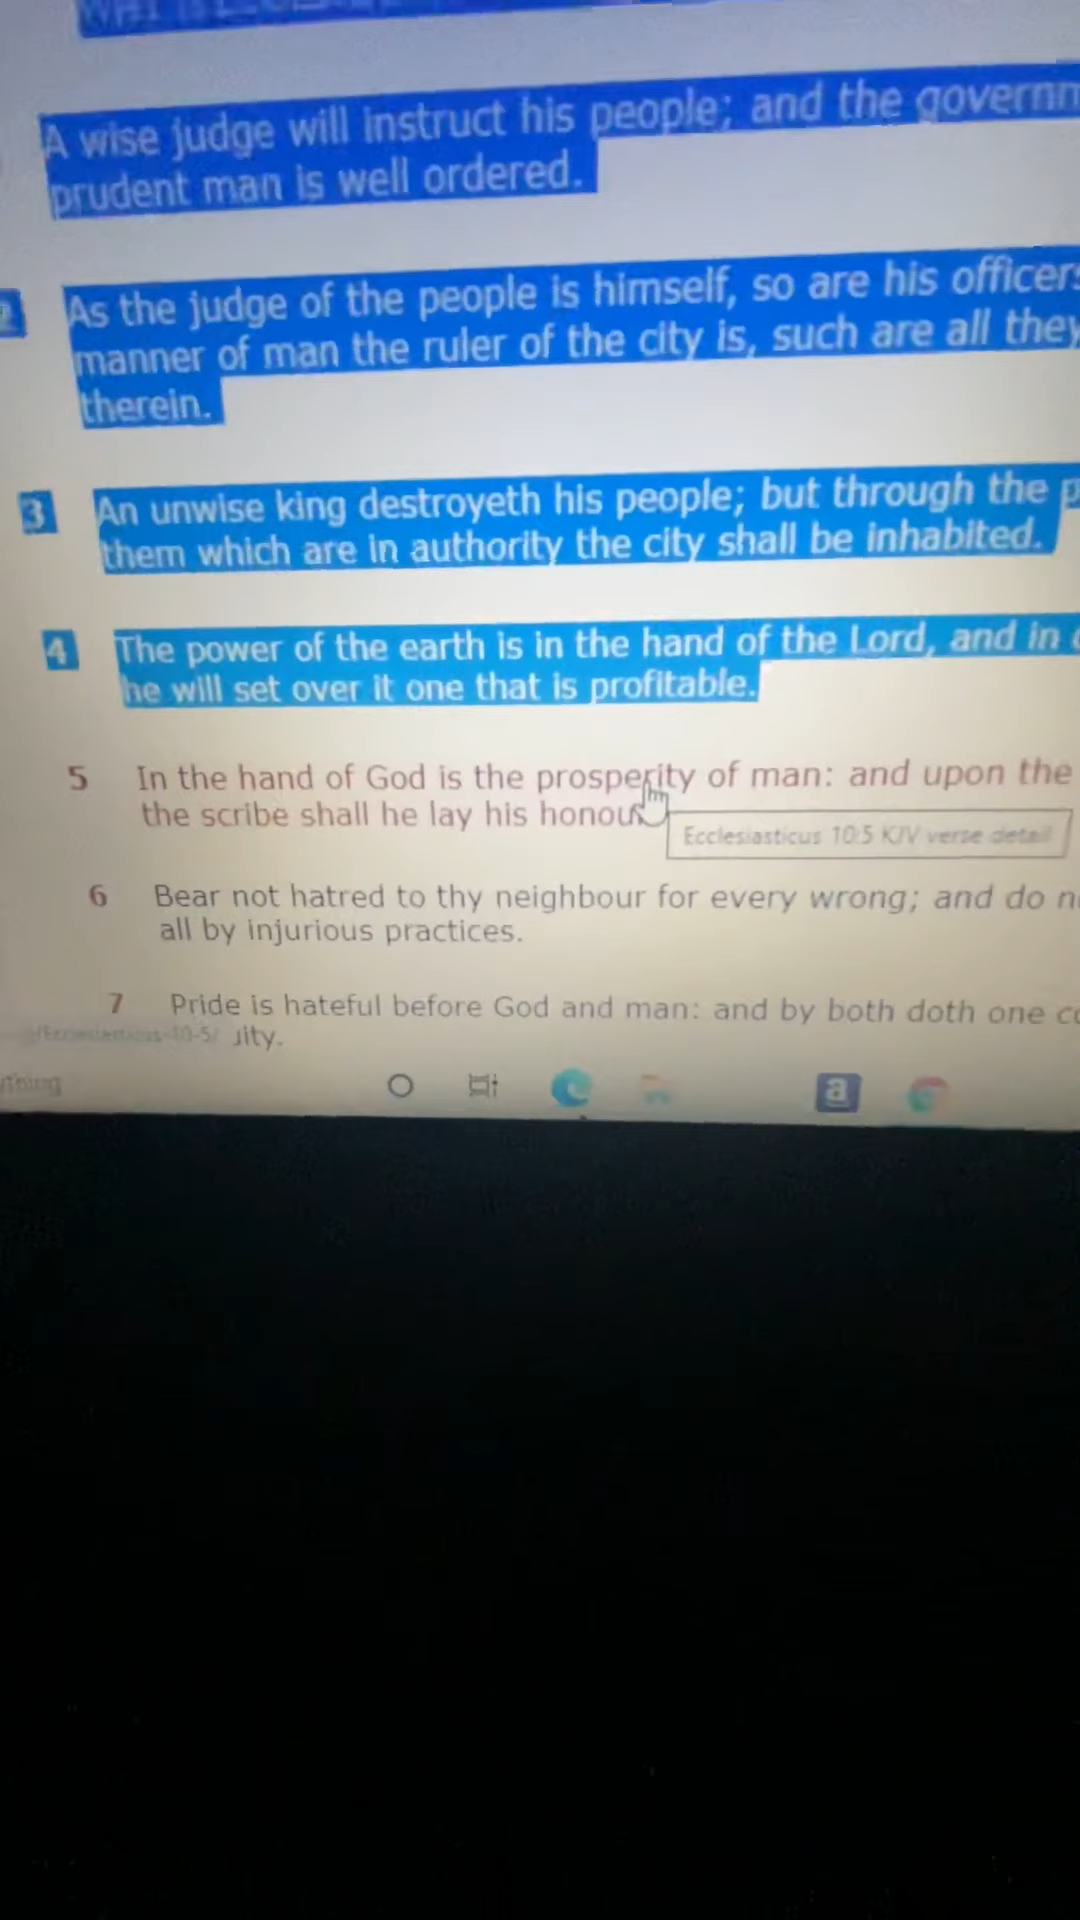 A wise judge will instruct his people; and the governm
prudent man is well ordered.
2
As the judge of the people is himself, so are his officers
manner of man the ruler of the city is, such are all they
therein.
3
An unwise king destroyeth his people; but through the p
them which are in authority the city shall be inhabited.
4
The power of the earth is in the hand of the Lord, and in
he will set over it one that is profitable.
5 In the hand of God is the prosperity of man: and upon the
the scribe shall he lay his honou
Ecclesiasticus 10:5 KJV verse detail
6 Bear not hatred to thy neighbour for every wrong; and do n
all by injurious practices.
7 Pride is hateful before God and man: and by both doth one co
/Ecclesiasticus-10-5/ uity.
a